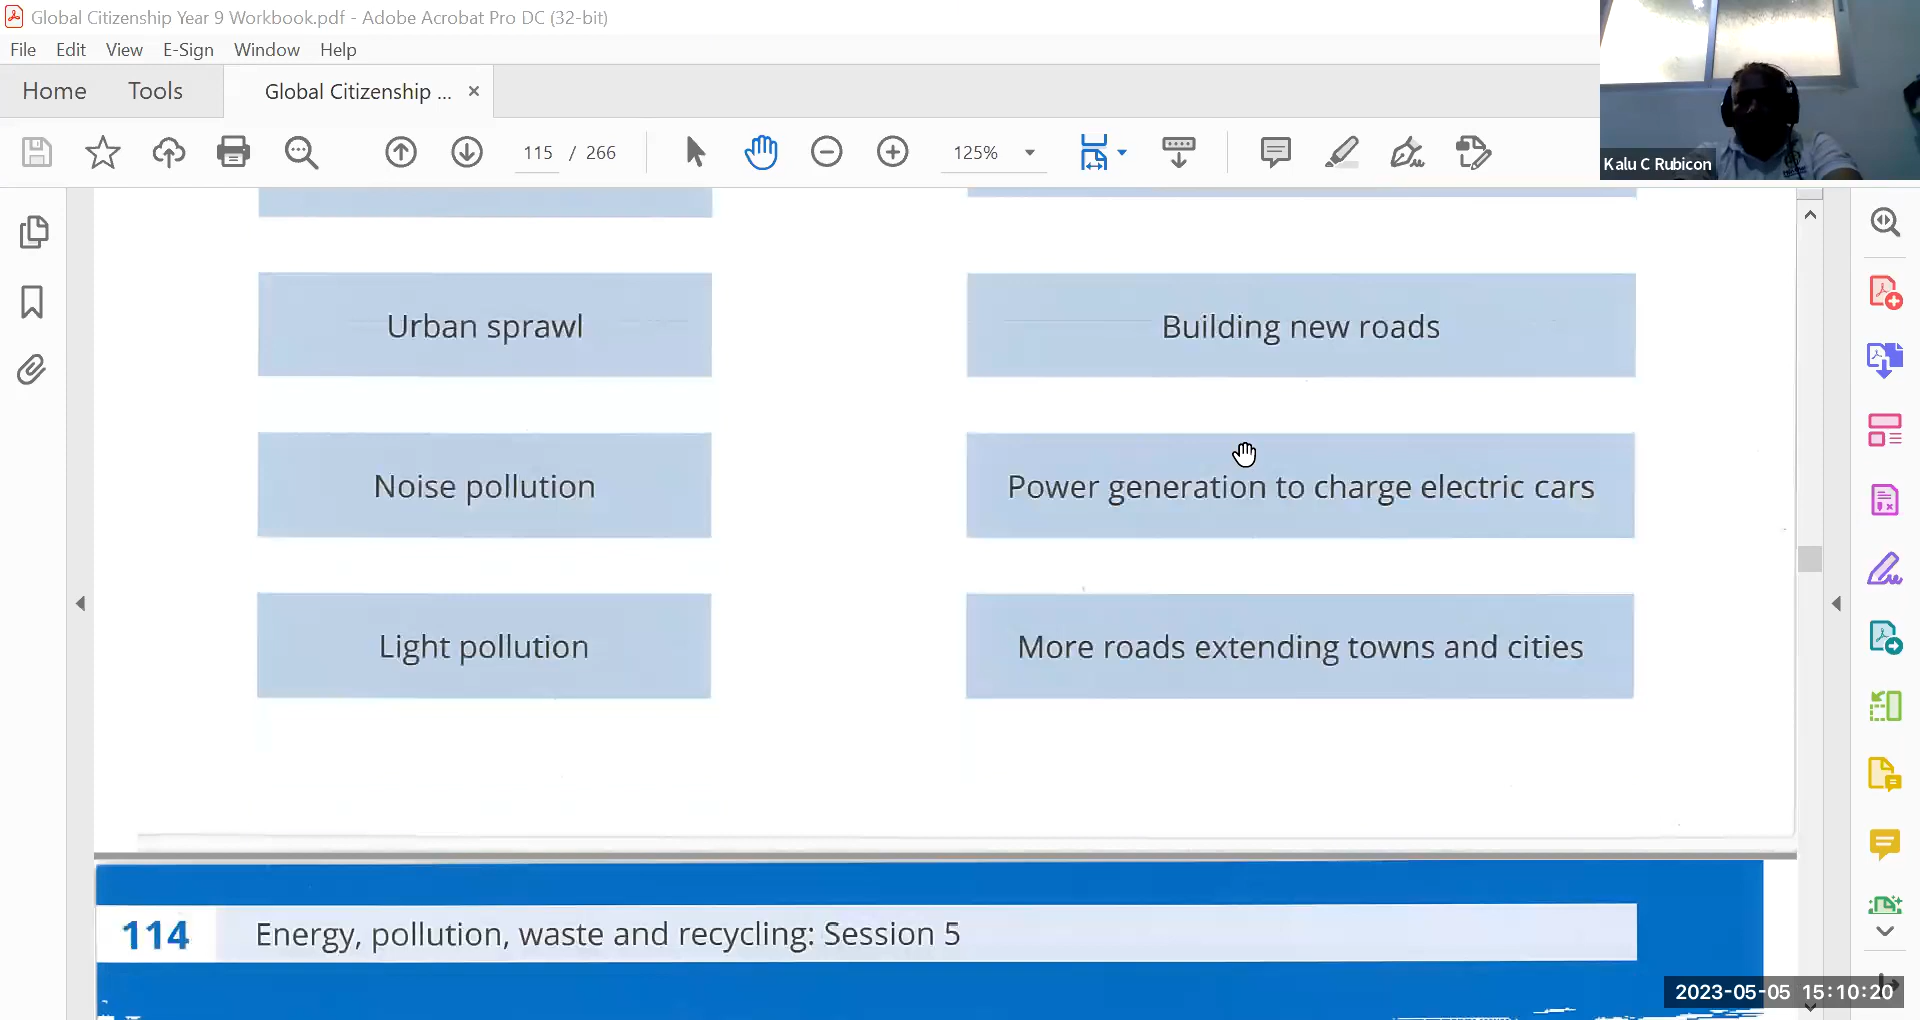 Global Citizenship Year 9 Workbook.pdf - Adobe Acrobat Pro DC (32-bit)
File Edit View E-Sign Window Help
Home Tools Global Citizenship ... ×
115 / 266 125%
Kalu C Rubicon
Urban sprawl Building new roads
Noise pollution Power generation to charge electric cars
Light pollution More roads extending towns and cities
114 Energy, pollution, waste and recycling: Session 5
2023-05-05 15:10:20